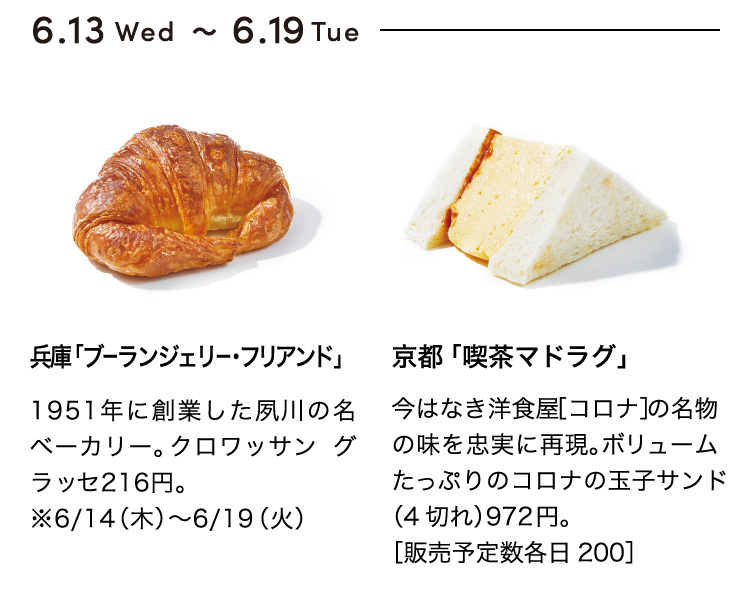 6.13 Wed ～ 6.19 Tue
兵庫「ブーランジェリー・フリアンド」
1951年に創業した夙川の名
ベーカリー。クロワッサン グ
ラッセ216円。
※6/14（木）～6/19（火）
京都「喫茶マドラグ」
今はなき洋食屋［コロナ］の名物
の味を忠実に再現。ボリューム
たっぷりのコロナの玉子サンド
（4切れ）972円。
［販売予定数各日200］